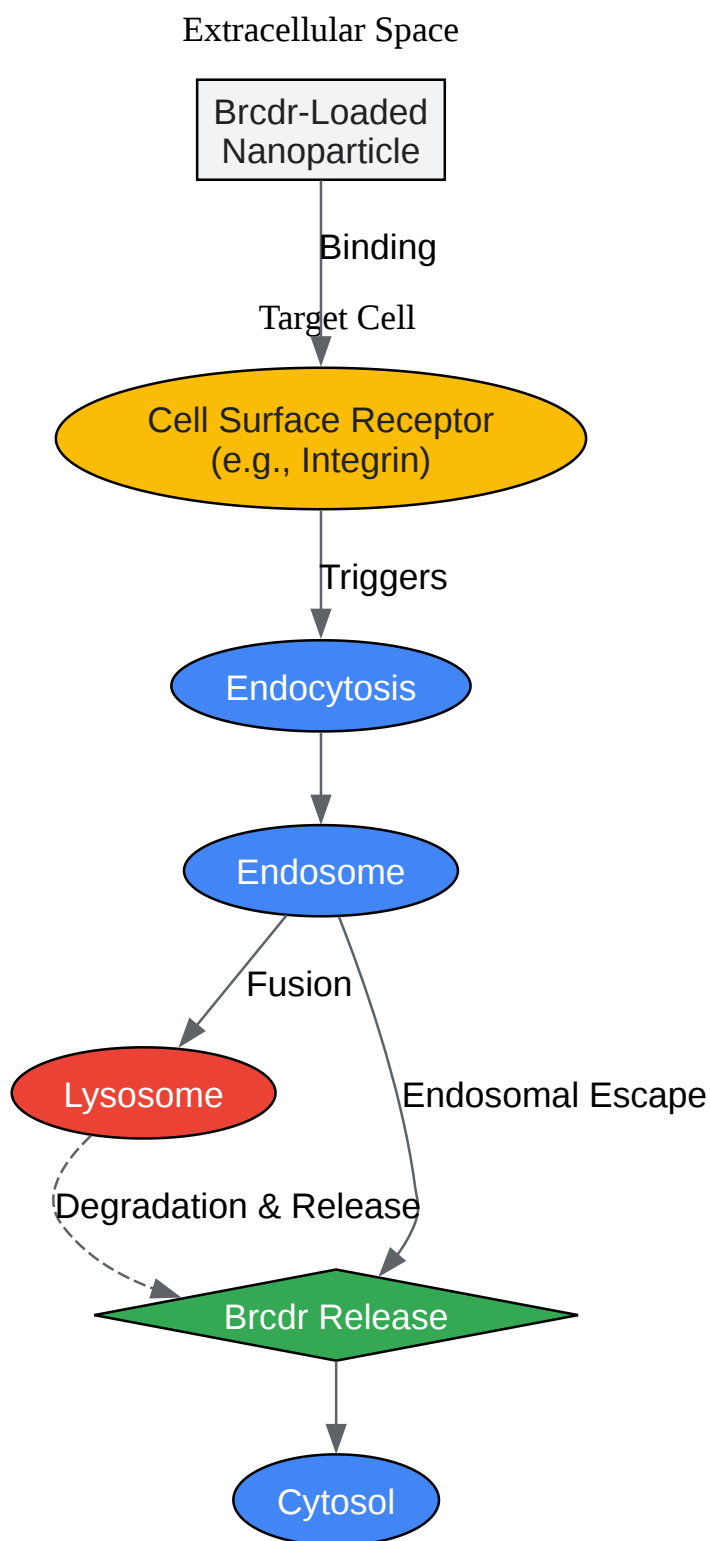 Extracellular Space
Brcdr-Loaded
Nanoparticle
Binding
Target Cell
Cell Surface Receptor
(e.g., Integrin)
Triggers
Endocytosis
Endosome
Fusion
Lysosome
Endosomal Escape
Degradation & Release
Brcdr Release
Cytosol